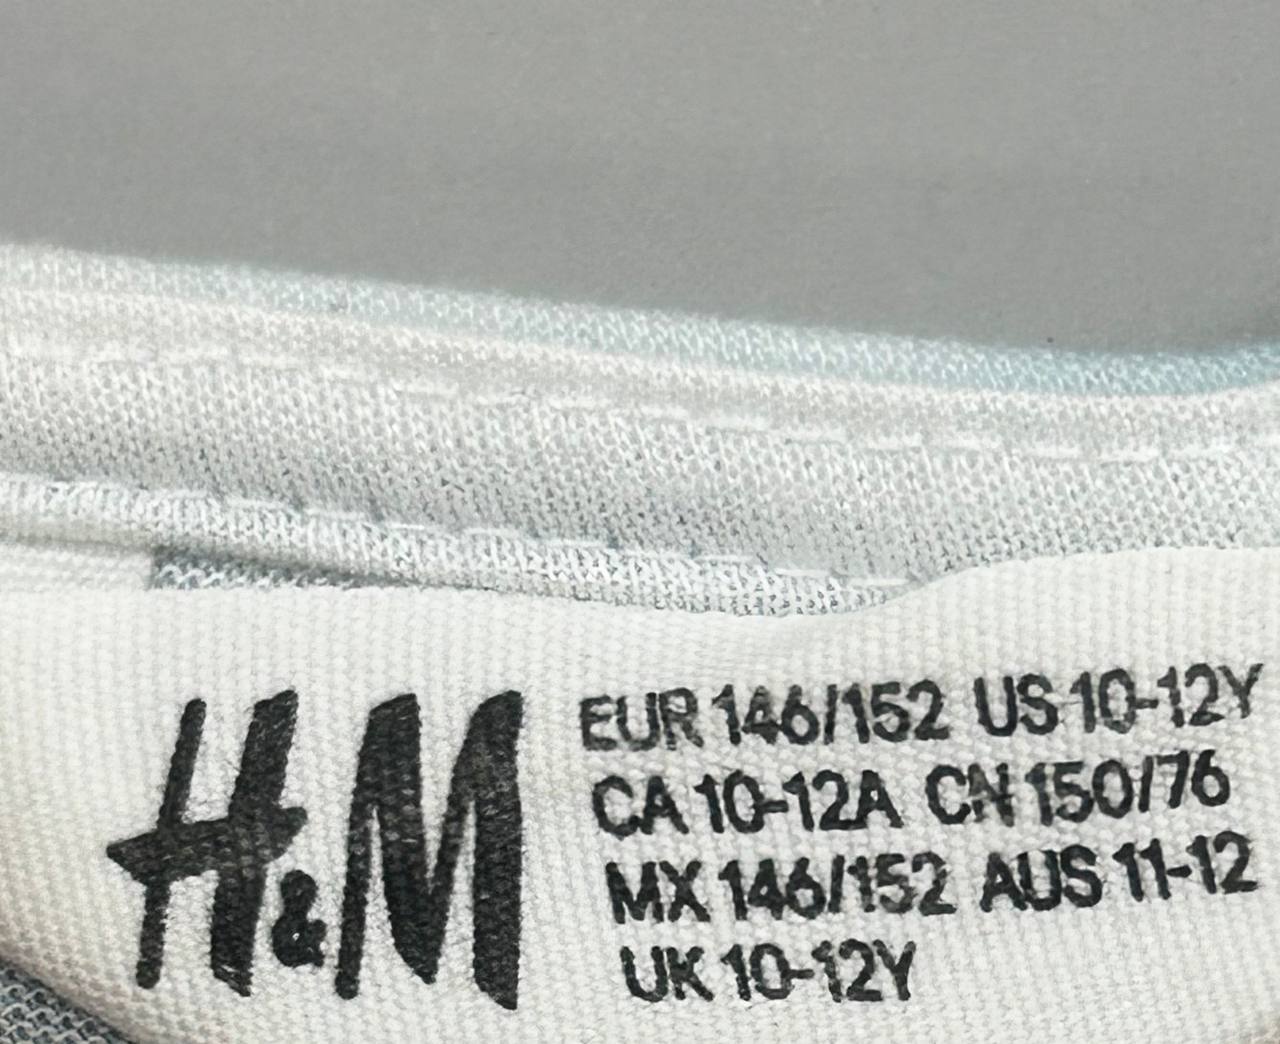 H&M
EUR 146/152 US 10-12Y
CA 10-12A CN 150/76
MX 146/152 AUS 11-12
UK 10-12Y